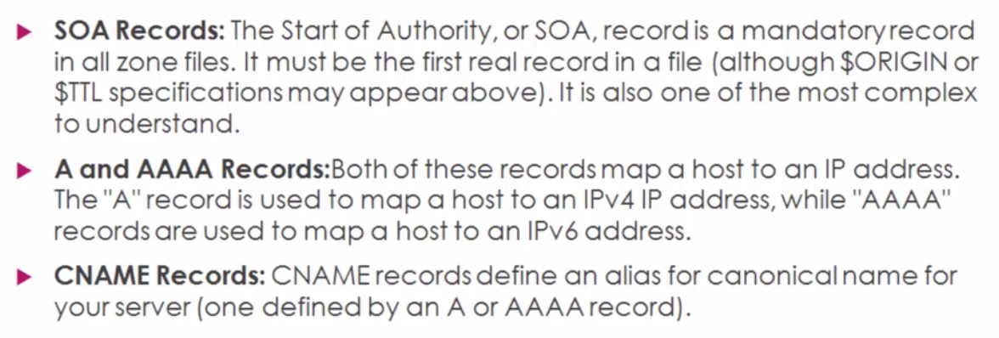 SOA Records: The Start of Authority, or SOA, record is a mandatory record
in all zone files. It must be the first real record in a file (although $ORIGIN or
$TTL specifications may appear above). It is also one of the most complex
to understand.
A and AAAA Records:Both of these records map a host to an IP address.
The "A" record is used to map a host to an IPv4 IP address, while "AAAA"
records are used to map a host to an IPv6 address.
CNAME Records: CNAME records define an alias for canonical name for
your server (one defined by an A or AAAA record).